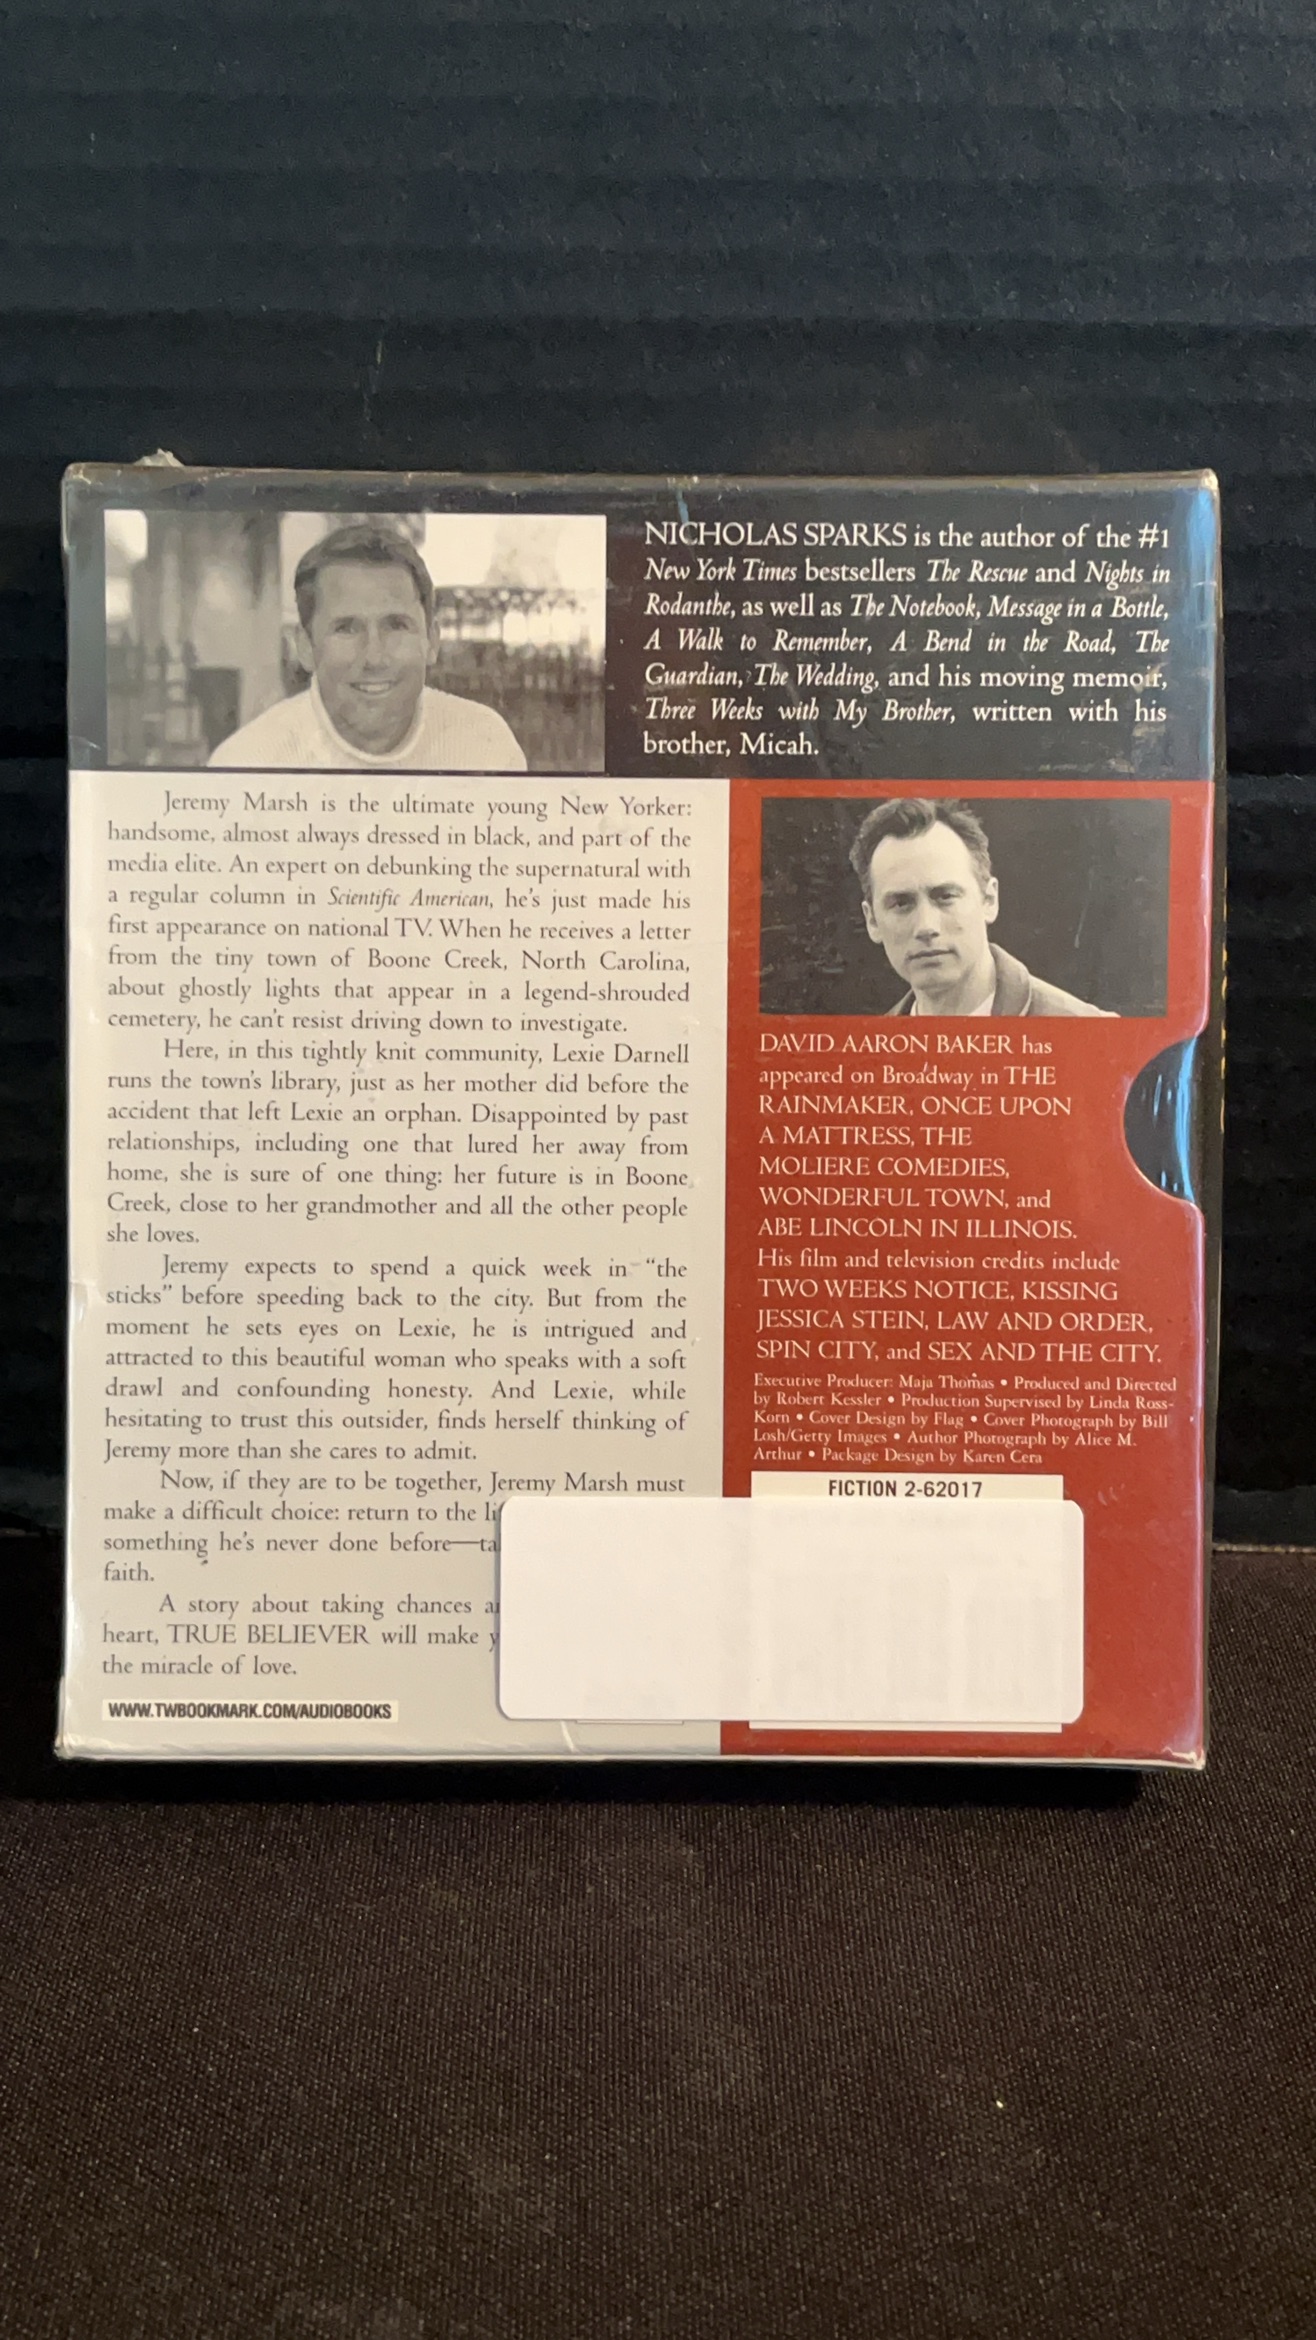 NICHOLAS SPARKS is the author of the #1
New York Times bestsellers The Rescue and Nights in
Rodanthe, as well as The Notebook, Message in a Bottle,
A Walk to Remember, A Bend in the Road, The
Guardian, The Wedding, and his moving memoir,
Three Weeks with My Brother, written with his
brother, Micah.
Jeremy Marsh is the ultimate young New Yorker:
handsome, almost always dressed in black, and part of the
media elite. An expert on debunking the supernatural with
a regular column in Scientific American, he's just made his
first appearance on national TV. When he receives a letter
from the tiny town of Boone Creek, North Carolina,
about ghostly lights that appear in a legend-shrouded
cemetery, he can't resist driving down to investigate.
Here, in this tightly knit community, Lexie Darnell
runs the town's library, just as her mother did before the
accident that left Lexie an orphan. Disappointed by past
relationships, including one that lured her away from
home, she is sure of one thing: her future is in Boone
Creek, close to her grandmother and all the other people
she loves.
Jeremy expects to spend a quick week in "the
sticks" before speeding back to the city. But from the
moment he sets eyes on Lexie, he is intrigued and
attracted to this beautiful woman who speaks with a soft
drawl and confounding honesty. And Lexie, while
hesitating to trust this outsider, finds herself thinking of
Jeremy more than she cares to admit.
Now, if they are to be together, Jeremy Marsh must
make a difficult choice: return to the
something he's never done before—
faith.
A story about taking chances
heart, TRUE BELIEVER will make
the miracle of love.
WWW.TWBOOKMARK.COM/AUDIOBOOKS
DAVID AARON BAKER has
appeared on Broadway in THE
RAINMAKER, ONCE UPON
A MATTRESS, THE
MOLIERE COMEDIES,
WONDERFUL TOWN, and
ABE LINCOLN IN ILLINOIS.
His film and television credits include
TWO WEEKS NOTICE, KISSING
JESSICA STEIN, LAW AND ORDER,
SPIN CITY, and SEX AND THE CITY.
Executive Producer: Maja Thomas • Produced and Directed
by Robert Kessler • Production Supervised by Linda Ross-
Korn • Cover Design by Flag • Cover Photograph by Bill
Losh/Getty Images • Author Photograph by Alice M.
Arthur • Package Design by Karen Cera
FICTION 2-62017